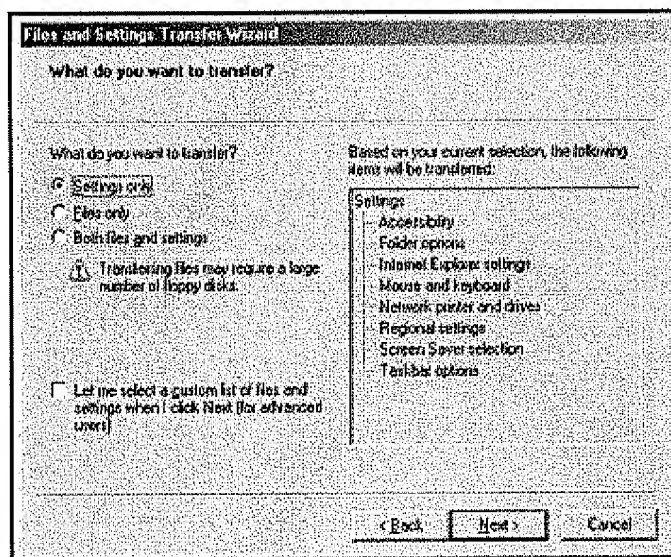 Files and Settings Transfer Wizard
What do you want to transfer?
What do you want to transfer?
Settings only
Files only
Both files and settings
Transferring files may require a large
number of floppy disks.
Let me select a custom list of files and
settings when I click Next (for advanced
users)
Based on your current selection, the following
items will be transferred:
Settings
Accessibility
Folder options
Internet Explorer settings
Mouse and keyboard
Network printer and drives
Regional settings
Screen Saver selection
Taskbar options
< Back
Next >
Cancel